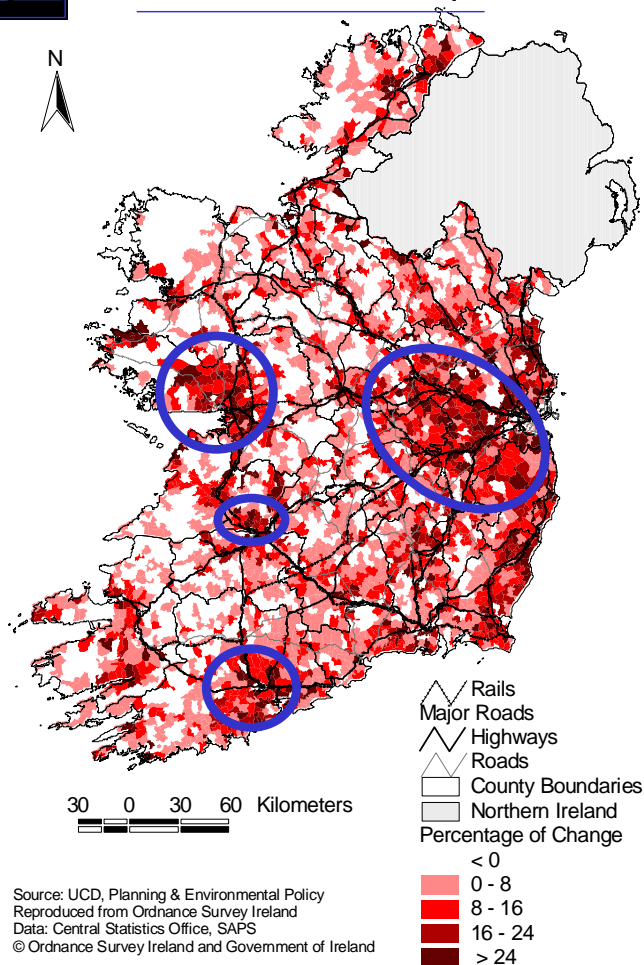 N
Rails
Major Roads
Highways
Roads
County Boundaries
Northern Ireland
30 0 30 60 Kilometers
Percentage of Change
< 0
0 - 8
8 - 16
16 - 24
> 24
Source: UCD, Planning & Environmental Policy
Reproduced from Ordnance Survey Ireland
Data: Central Statistics Office, SAPS
© Ordnance Survey Ireland and Government of Ireland